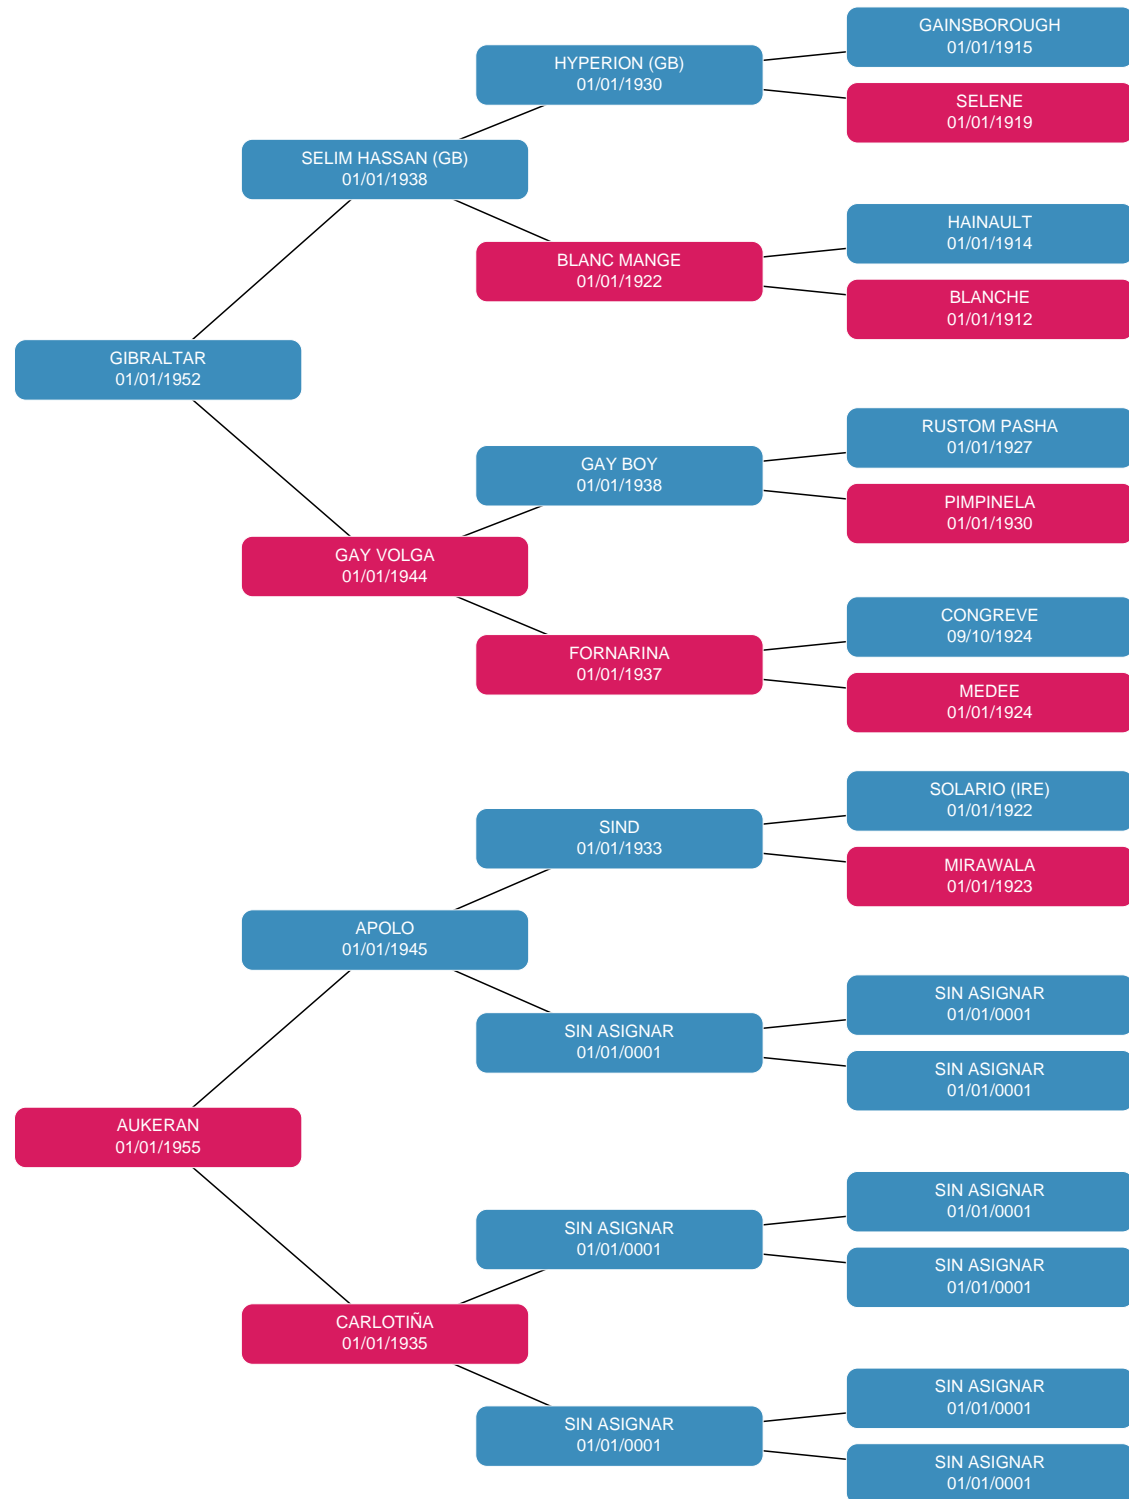 GAINSBOROUGH
01/01/1915
HYPERION (GB)
01/01/1930
SELENE
01/01/1919
SELIM HASSAN (GB)
01/01/1938
HAINAULT
01/01/1914
BLANC MANGE
01/01/1922
BLANCHE
01/01/1912
GIBRALTAR
01/01/1952
RUSTOM PASHA
01/01/1927
GAY BOY
01/01/1938
PIMPINELA
01/01/1930
GAY VOLGA
01/01/1944
CONGREVE
09/10/1924
FORNARINA
01/01/1937
MEDEE
01/01/1924
SOLARIO (IRE)
01/01/1922
SIND
01/01/1933
MIRAWALA
01/01/1923
APOLO
01/01/1945
SIN ASIGNAR
01/01/0001
SIN ASIGNAR
01/01/0001
SIN ASIGNAR
01/01/0001
AUKERAN
01/01/1955
SIN ASIGNAR
01/01/0001
SIN ASIGNAR
01/01/0001
SIN ASIGNAR
01/01/0001
CARLOTIÑA
01/01/1935
SIN ASIGNAR
01/01/0001
SIN ASIGNAR
01/01/0001
SIN ASIGNAR
01/01/0001